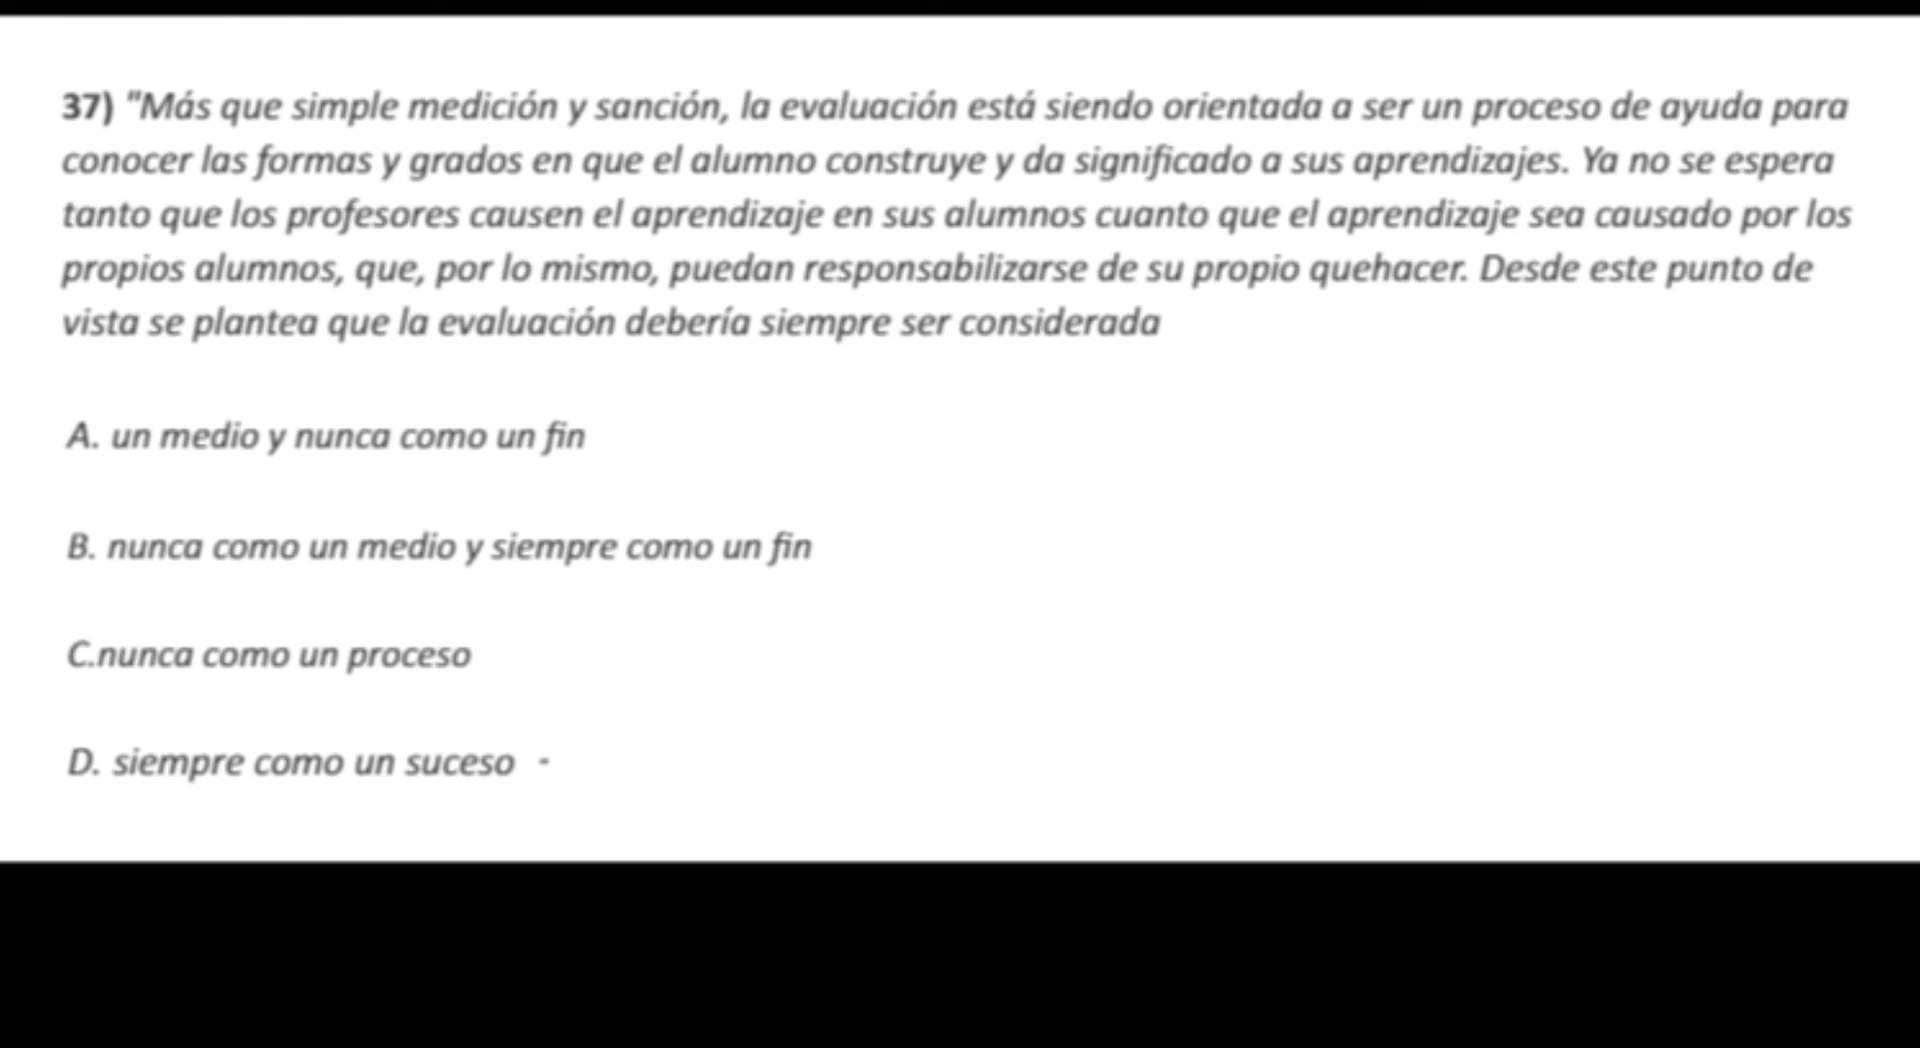 37) "Más que simple medición y sanción, la evaluación está siendo orientada a ser un proceso de ayuda para
conocer las formas y grados en que el alumno construye y da significado a sus aprendizajes. Ya no se espera
tanto que los profesores causen el aprendizaje en sus alumnos cuanto que el aprendizaje sea causado por los
propios alumnos, que, por lo mismo, puedan responsabilizarse de su propio quehacer. Desde este punto de
vista se plantea que la evaluación debería siempre ser considerada
A. un medio y nunca como un fin
B. nunca como un medio y siempre como un fin
C.nunca como un proceso
D. siempre como un suceso -